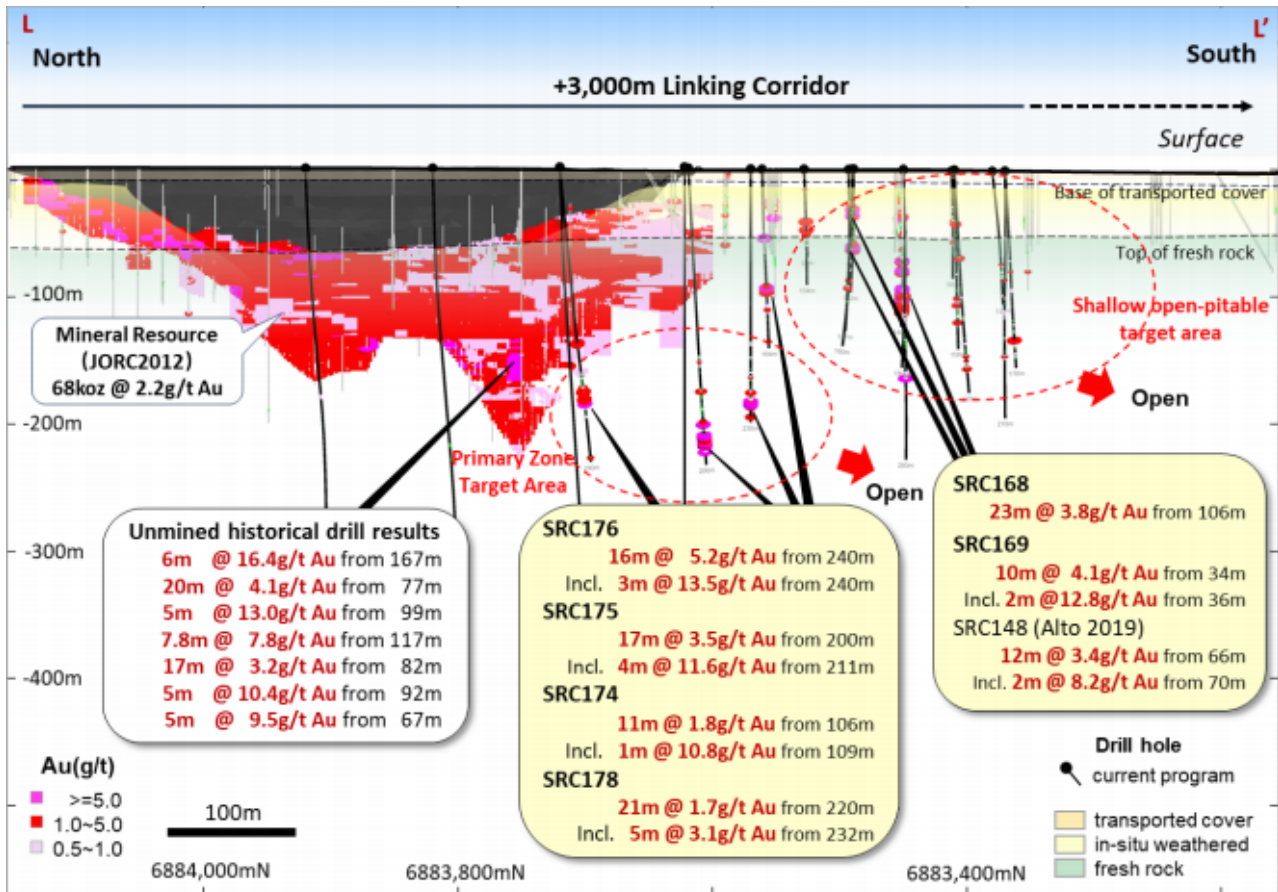 L
L'
North
South
+3,000m Linking Corridor
Surface
Base of transported cover
Top of fresh rock
-100m
Mineral Resource
(JORC2012)
68koz @ 2.2g/t Au
Shallow open-pitable
target area
Open
-200m
Primary Zone
Target Area
Open
-300m
-400m
Unmined historical drill results
6m @ 16.4g/t Au from 167m
20m @ 4.1g/t Au from 77m
5m @ 13.0g/t Au from 99m
7.8m @ 7.8g/t Au from 117m
17m @ 3.2g/t Au from 82m
5m @ 10.4g/t Au from 92m
5m @ 9.5g/t Au from 67m
SRC176
16m @ 5.2g/t Au from 240m
Incl. 3m @ 13.5g/t Au from 240m
SRC175
17m @ 3.5g/t Au from 200m
Incl. 4m @ 11.6g/t Au from 211m
SRC174
11m @ 1.8g/t Au from 106m
Incl. 1m @ 10.8g/t Au from 109m
SRC178
21m @ 1.7g/t Au from 220m
Incl. 5m @ 3.1g/t Au from 232m
SRC168
23m @ 3.8g/t Au from 106m
SRC169
10m @ 4.1g/t Au from 34m
Incl. 2m @12.8g/t Au from 36m
SRC148 (Alto 2019)
12m @ 3.4g/t Au from 66m
Incl. 2m @ 8.2g/t Au from 70m
Au(g/t)
>=5.0
1.0~5.0
0.5~1.0
100m
Drill hole
current program
transported cover
in-situ weathered
fresh rock
6884,000mN
6883,800mN
6883,400mN